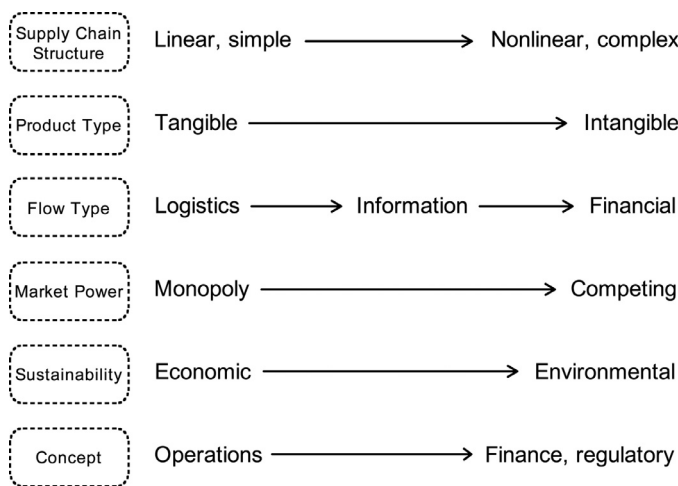 Supply Chain
Structure
Linear, simple
Nonlinear, complex
Product Type
Tangible
Intangible
Flow Type
Logistics
Information
Financial
Market Power
Monopoly
Competing
Sustainability
Economic
Environmental
Concept
Operations
Finance, regulatory